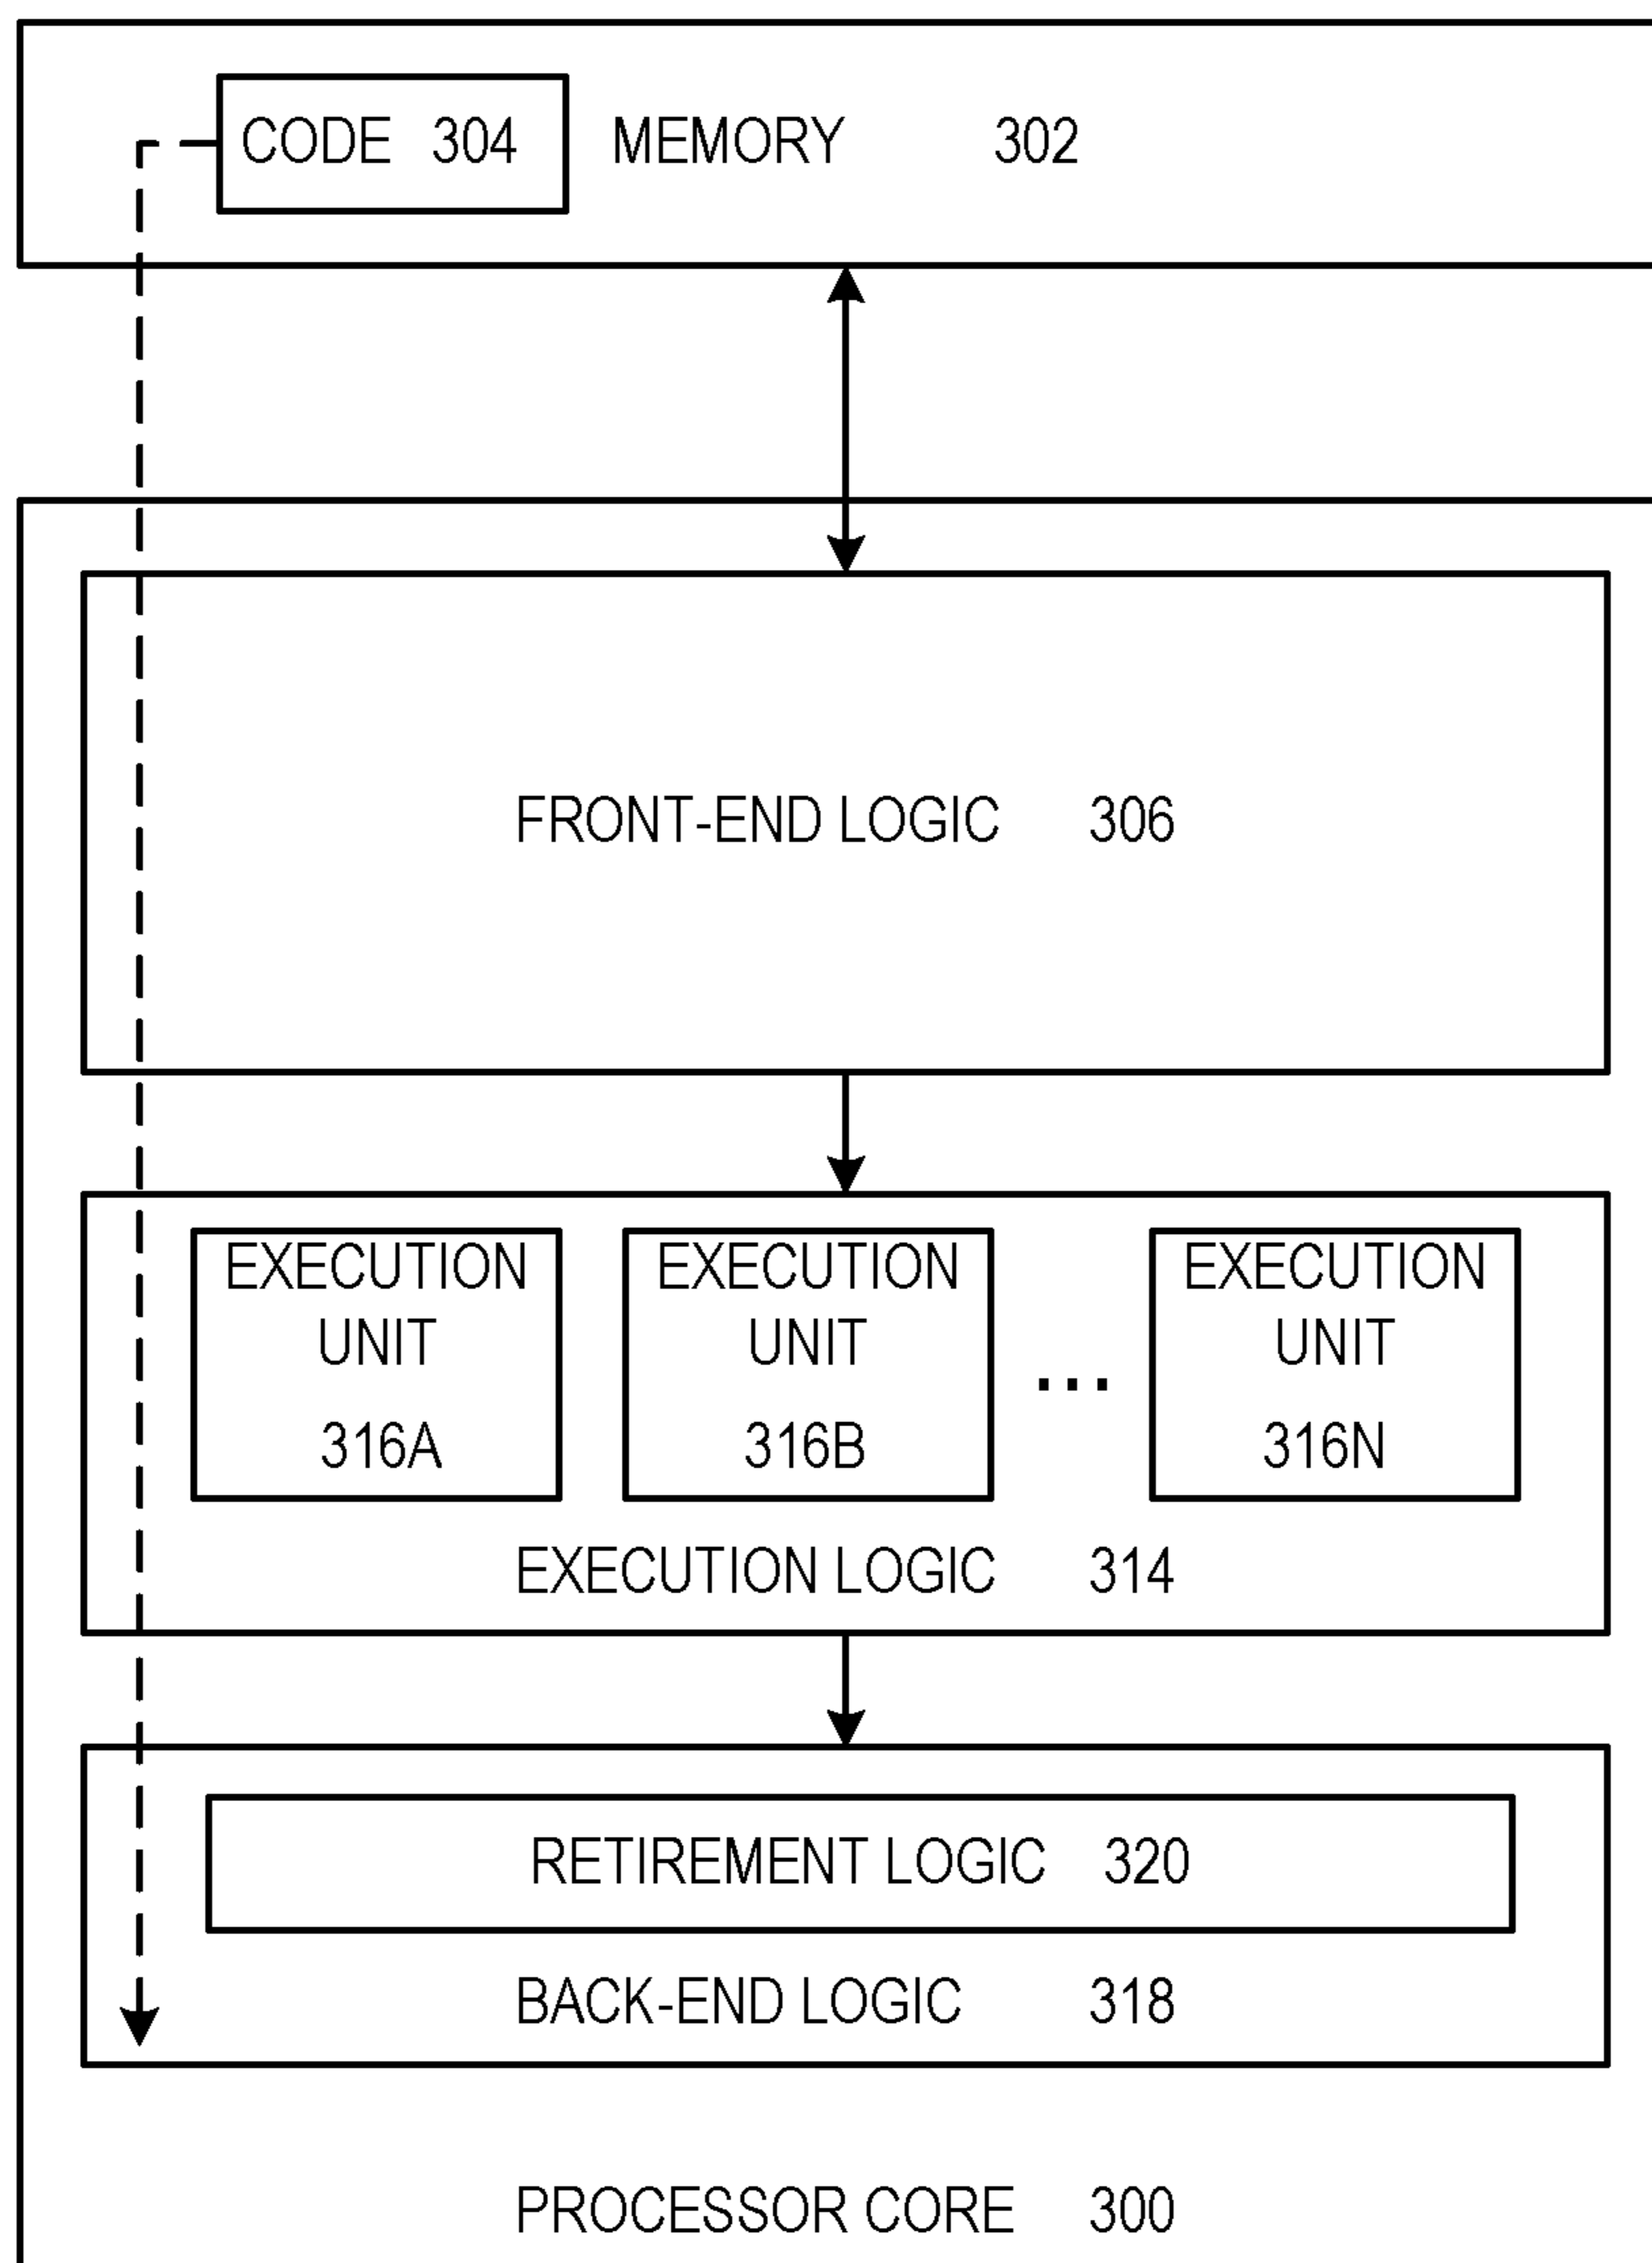 CODE 304 MEMORY 302
FRONT-END LOGIC 306
EXECUTION UNIT 316A
EXECUTION UNIT 316B
...
EXECUTION UNIT 316N
EXECUTION LOGIC 314
RETIREMENT LOGIC 320
BACK-END LOGIC 318
PROCESSOR CORE 300